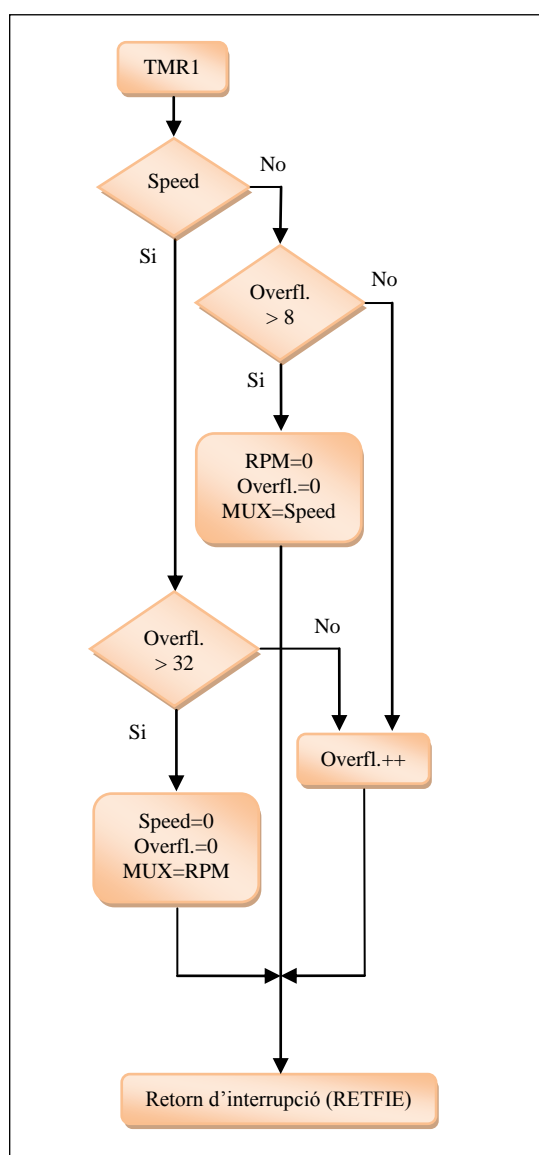 TMR1
Speed
No
Si
Overfl.
> 8
No
Si
RPM=0
Overfl.=0
MUX=Speed
Overfl.
> 32
No
Si
Overfl.++
Speed=0
Overfl.=0
MUX=RPM
Retorn d’interrupció (RETFIE)